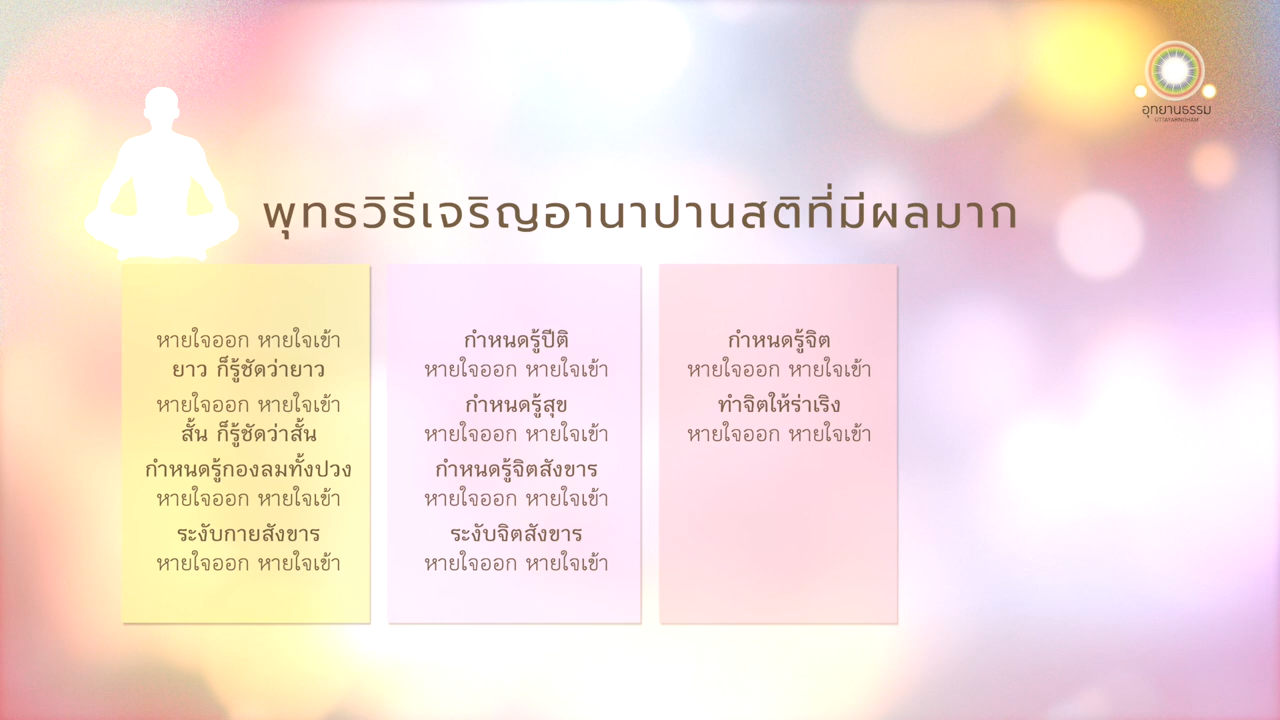 อุทยานธรรม
UTTAYARNDHAM
พุทธวิธีเจริญอานาปานสติที่มีผลมาก
หายใจออก หายใจเข้า
ยาว ก็รู้ชัดว่ายาว
หายใจออก หายใจเข้า
สั้น ก็รู้ชัดว่าสั้น
กำหนดรู้กองลมทั้งปวง
หายใจออก หายใจเข้า
ระงับกายสังขาร
หายใจออก หายใจเข้า
กำหนดรู้ปีติ
หายใจออก หายใจเข้า
กำหนดรู้สุข
หายใจออก หายใจเข้า
กำหนดรู้จิตสังขาร
หายใจออก หายใจเข้า
ระงับจิตสังขาร
หายใจออก หายใจเข้า
กำหนดรู้จิต
หายใจออก หายใจเข้า
ทำจิตให้ร่าเริง
หายใจออก หายใจเข้า